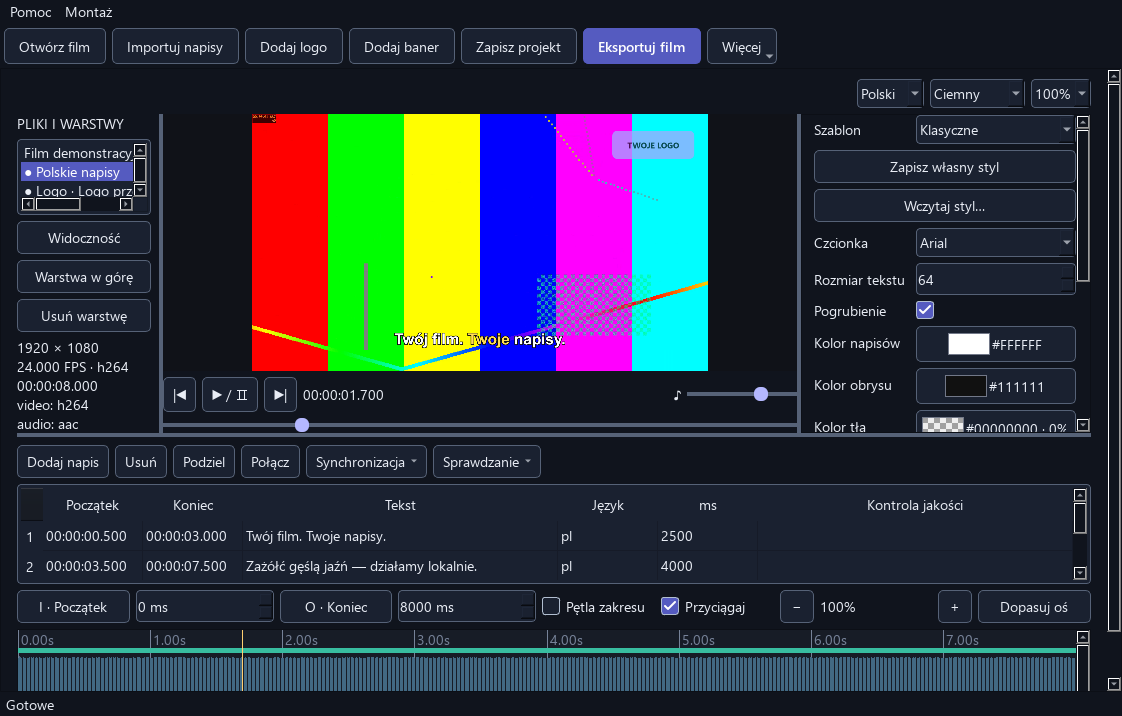 Pomoc Montaż
Otwórz film Importuj napisy Dodaj logo Dodaj baner Zapisz projekt Eksportuj film Więcej
Polski Ciemny 100%
PLIKI I WARSTWY
Film demonstracy
● Polskie napisy
● Logo · Logo prz
Widoczność
Warstwa w górę
Usuń warstwę
1920 × 1080
24.000 FPS · h264
00:00:08.000
video: h264
audio: aac
TWOJE LOGO
Twój film. Twoje napisy.
00:00:01.700
Szablon Klasyczne
Zapisz własny styl
Wczytaj styl...
Czcionka Arial
Rozmiar tekstu 64
Pogrubienie
Kolor napisów #FFFFFF
Kolor obrysu #111111
Kolor tła #00000000 · 0%
Dodaj napis Usuń Podziel Połącz Synchronizacja Sprawdzanie
Początek Koniec Tekst Język ms Kontrola jakości
1 00:00:00.500 00:00:03.000 Twój film. Twoje napisy. pl 2500
2 00:00:03.500 00:00:07.500 Zażółć gęślą jaźń — działamy lokalnie. pl 4000
I · Początek 0 ms O · Koniec 8000 ms Pętla zakresu Przyciągaj − 100% + Dopasuj oś
0.00s 1.00s 2.00s 3.00s 4.00s 5.00s 6.00s 7.00s
Gotowe